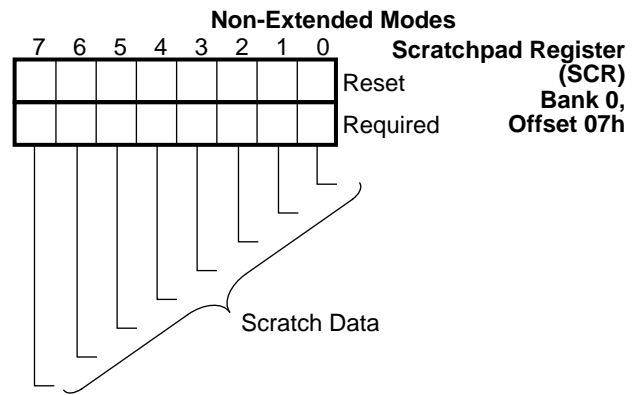 Non-Extended Modes
7 6 5 4 3 2 1 0
Scratchpad Register
(SCR)
Bank 0,
Offset 07h
Reset
Required
Scratch Data